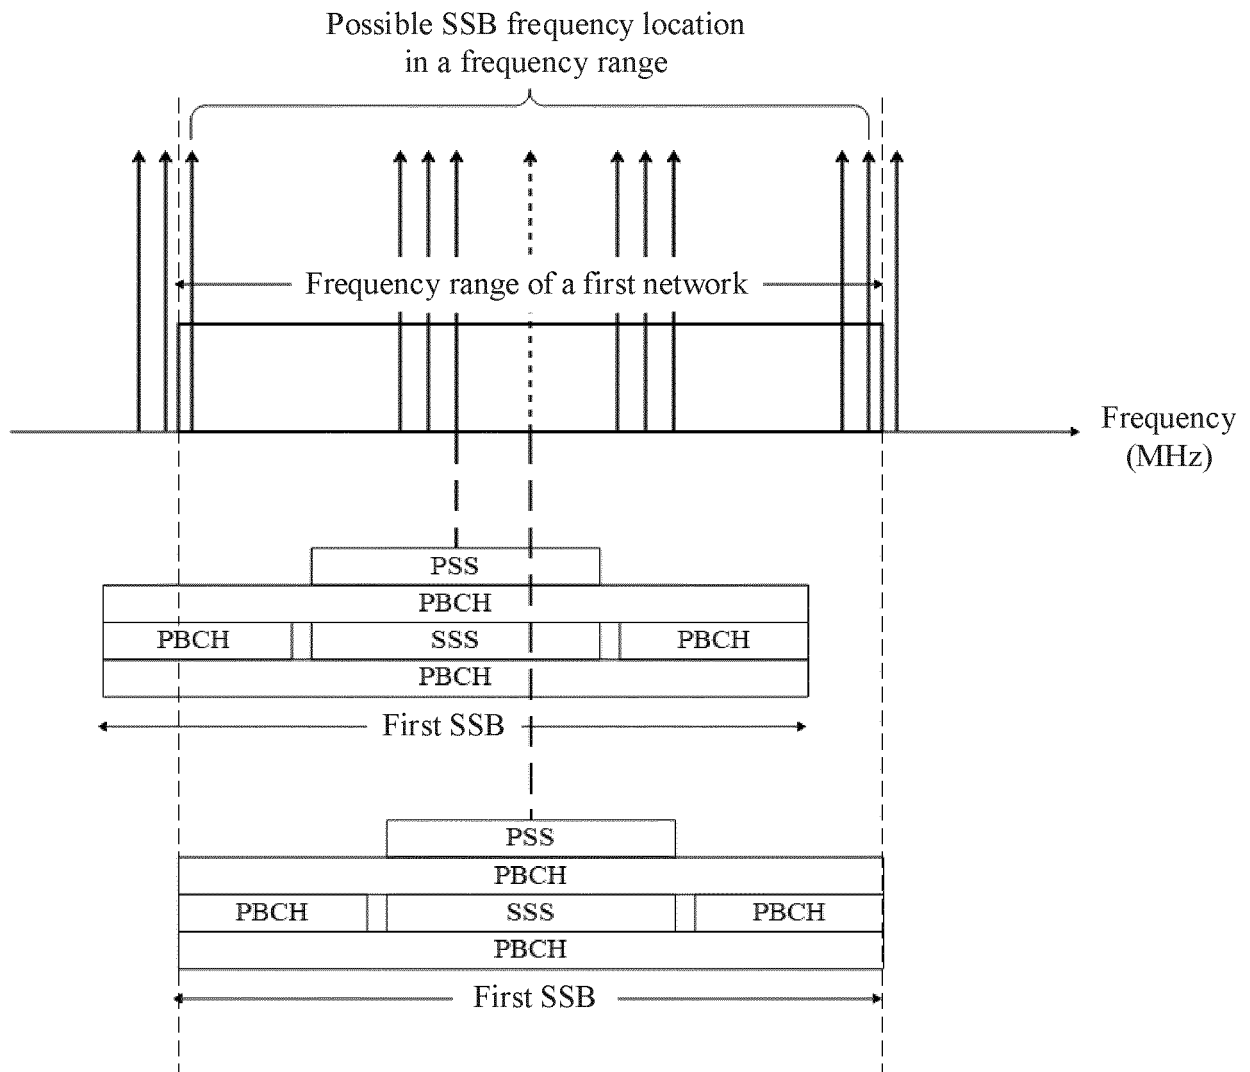 Possible SSB frequency location
in a frequency range
Frequency range of a first network
Frequency
(MHz)
PSS
PBCH
PBCH SSS PBCH
PBCH
First SSB
PSS
PBCH
PBCH SSS PBCH
PBCH
First SSB